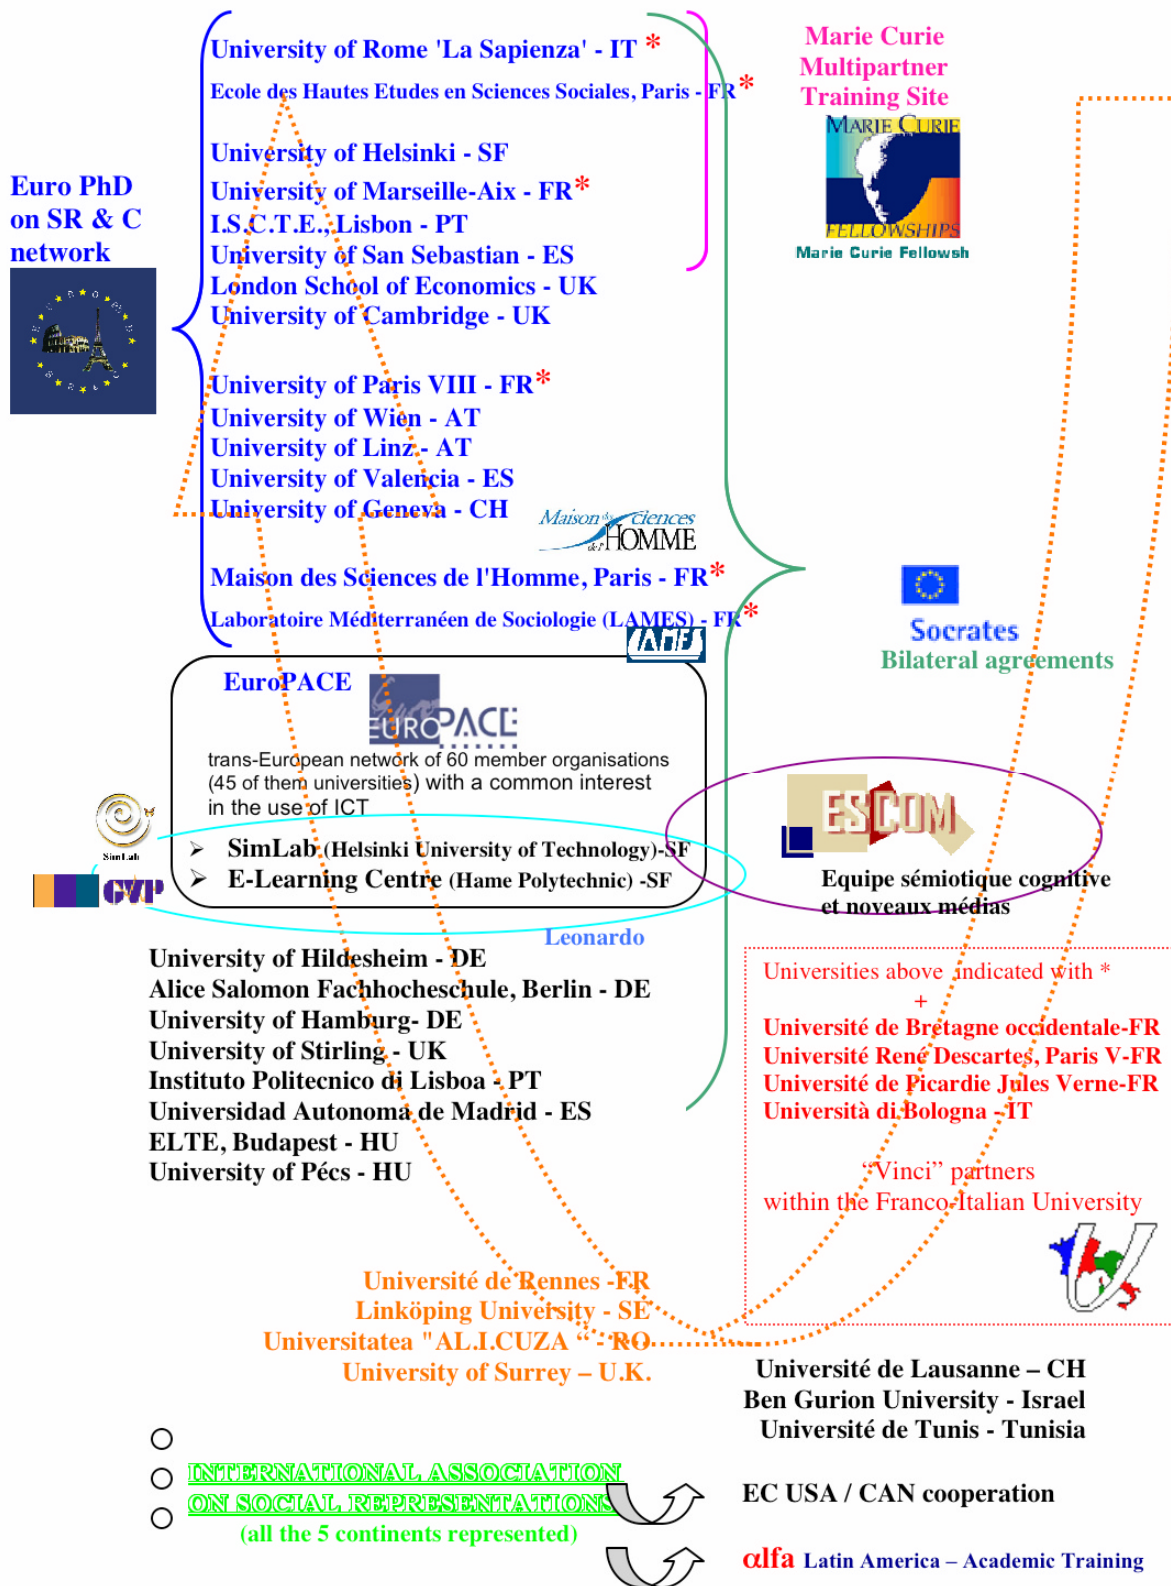 University of Rome 'La Sapienza' - IT *
Ecole des Hautes Etudes en Sciences Sociales, Paris - FR*
University of Helsinki - SF
University of Marseille-Aix - FR*
I.S.C.T.E., Lisbon - PT
University of San Sebastian - ES
London School of Economics - UK
University of Cambridge - UK
University of Paris VIII - FR*
University of Wien - AT
University of Linz - AT
University of Valencia - ES
University of Geneva - CH
Maison des Sciences
de l'HOMME
Maison des Sciences de l'Homme, Paris - FR*
Laboratoire Méditerranéen de Sociologie (LAMES) - FR*
LAMES
Euro PhD
on SR & C
network
Marie Curie
Multipartner
Training Site
MARIE CURIE
FELLOWSHIPS
Marie Curie Fellowsh
Socrates
Bilateral agreements
EuroPACE
EUROPACE
trans-European network of 60 member organisations
(45 of them universities) with a common interest
in the use of ICT
➢ SimLab (Helsinki University of Technology)-SF
➢ E-Learning Centre (Hame Polytechnic) -SF
SimLab
GVP
Leonardo
ESCOM
Equipe sémiotique cognitive
et noveaux médias
University of Hildesheim - DE
Alice Salomon Fachhocheschule, Berlin - DE
University of Hamburg- DE
University of Stirling - UK
Instituto Politecnico di Lisboa - PT
Universidad Autonoma de Madrid - ES
ELTE, Budapest - HU
University of Pécs - HU
Universities above indicated with *
+
Université de Bretagne occidentale-FR
Université René Descartes, Paris V-FR
Université de Picardie Jules Verne-FR
Università di Bologna - IT
“Vinci” partners
within the Franco-Italian University
Université de Rennes -FR
Linköping University - SE
Universitatea "AL.I.CUZA “ - RO
University of Surrey – U.K.
Université de Lausanne – CH
Ben Gurion University - Israel
Université de Tunis - Tunisia
INTERNATIONAL ASSOCIATION
ON SOCIAL REPRESENTATIONS
(all the 5 continents represented)
EC USA / CAN cooperation
αlfa Latin America – Academic Training